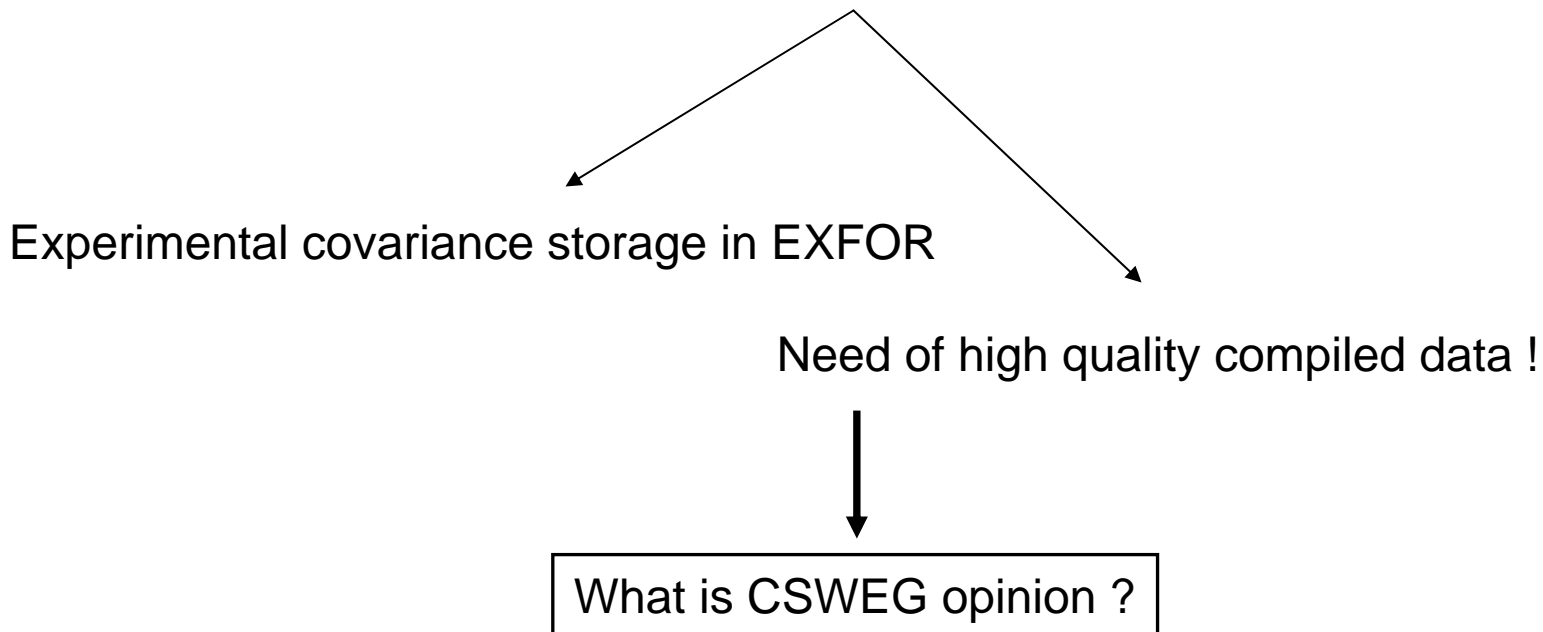 Experimental covariance storage in EXFOR
Need of high quality compiled data !
What is CSWEG opinion ?